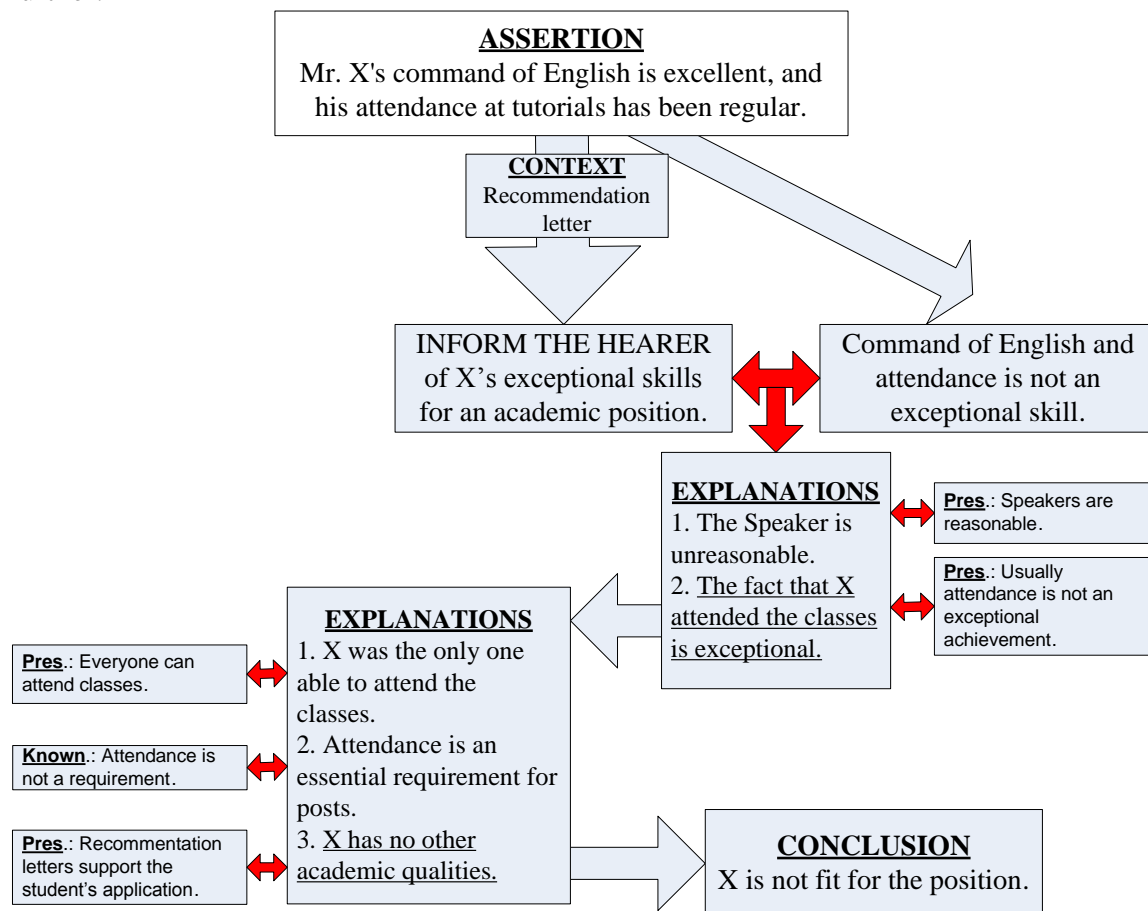 ASSERTION
Mr. X's command of English is excellent, and
his attendance at tutorials has been regular.
CONTEXT
Recommendation
letter
INFORM THE HEARER
of X’s exceptional skills
for an academic position.
Command of English and
attendance is not an
exceptional skill.
EXPLANATIONS
1. The Speaker is
unreasonable.
2. The fact that X
attended the classes
is exceptional.
Pres.: Speakers are
reasonable.
Pres.: Usually
attendance is not an
exceptional
achievement.
EXPLANATIONS
1. X was the only one
able to attend the
classes.
2. Attendance is an
essential requirement for
posts.
3. X has no other
academic qualities.
Pres.: Everyone can
attend classes.
Known.: Attendance is
not a requirement.
Pres.: Recommentation
letters support the
student’s application.
CONCLUSION
X is not fit for the position.